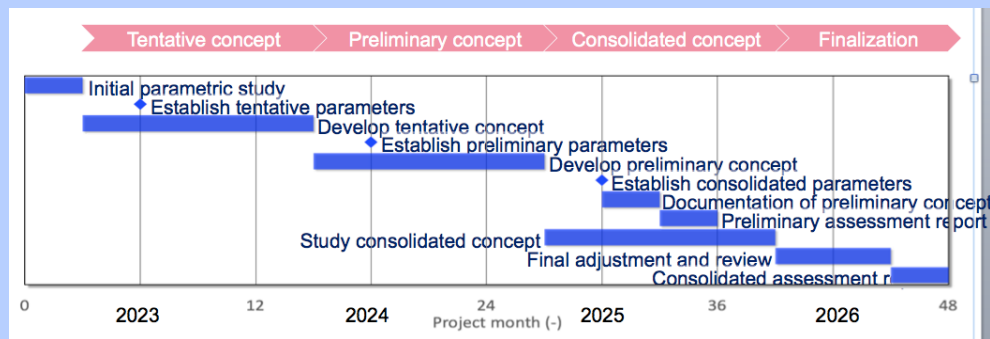 Tentative concept
Preliminary concept
Consolidated concept
Finalization
Initial parametric study
Establish tentative parameters
Develop tentative concept
Establish preliminary parameters
Develop preliminary concept
Establish consolidated parameters
Documentation of preliminary concept
Preliminary assessment report
Study consolidated concept
Final adjustment and review
Consolidated assessment r
0 12 24 36 48
2023 2024 2025 2026
Project month (-)